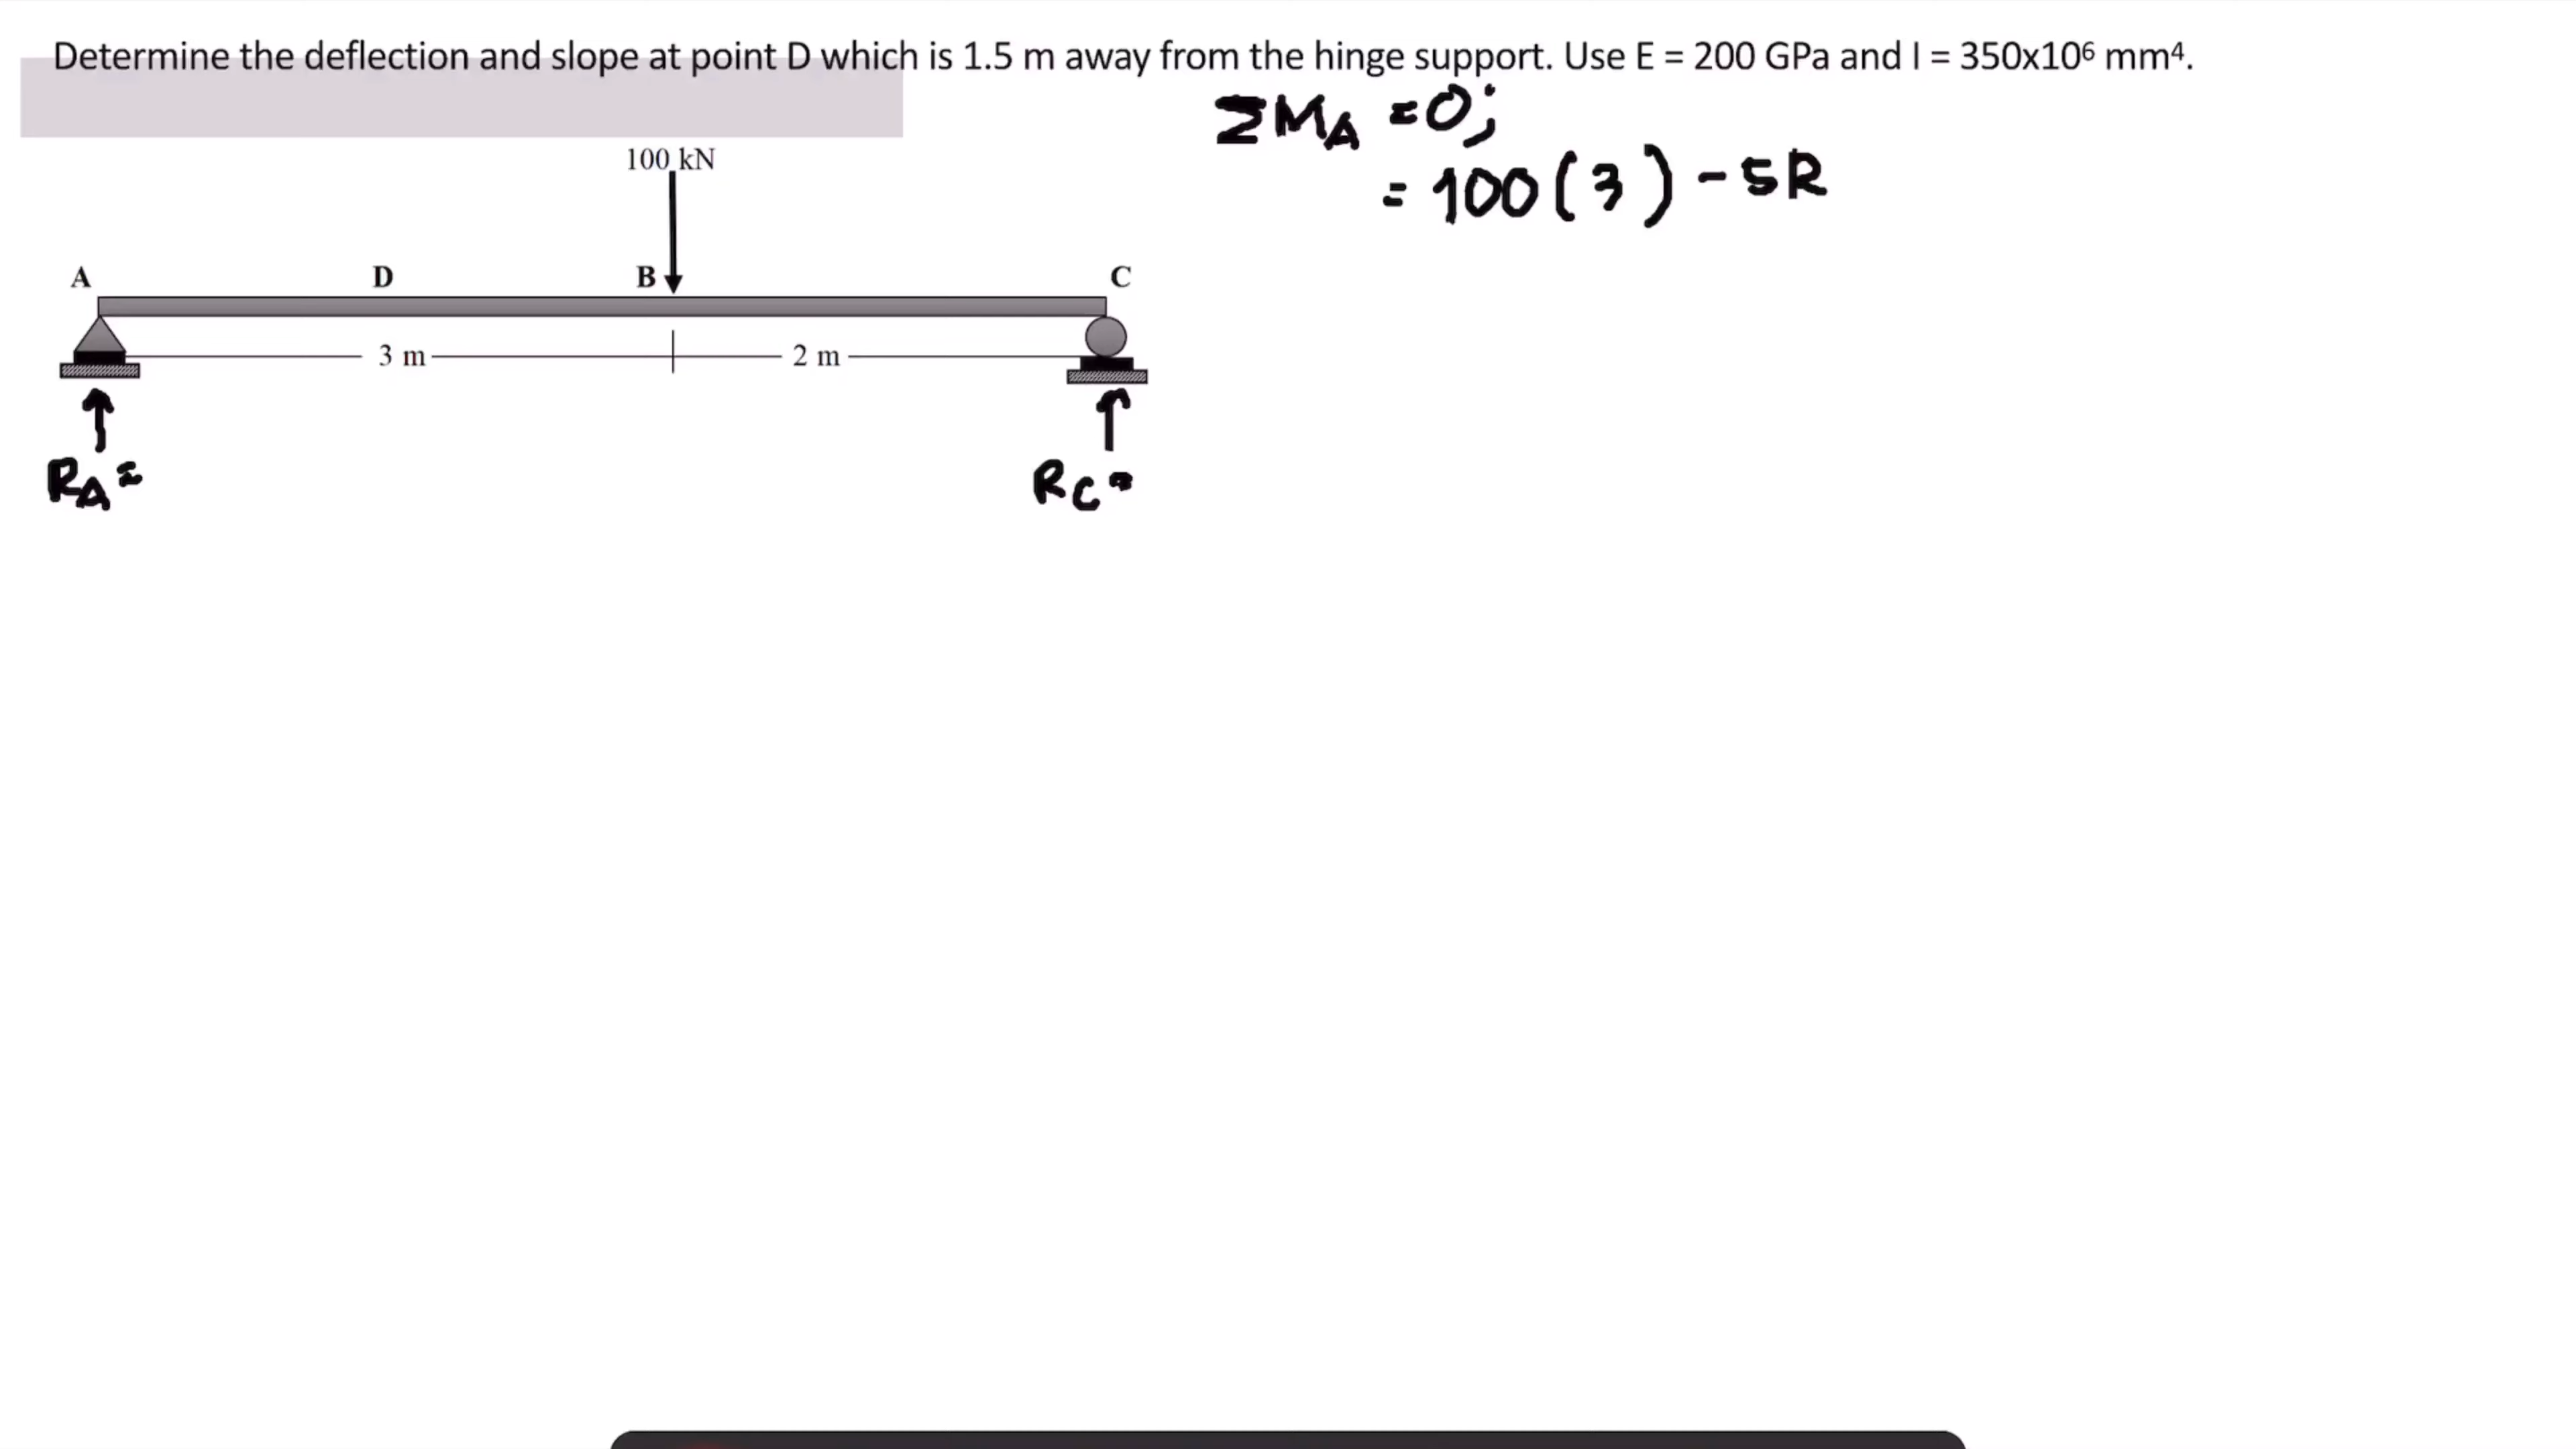 Determine the deflection and slope at point D which is 1.5 m away from the hinge support. Use E = 200 GPa and I = 350x10⁶ mm⁴.
ΣMA =0;
= 100(3) -5R
100 kN
A D B C
3 m 2 m
RA= RC=